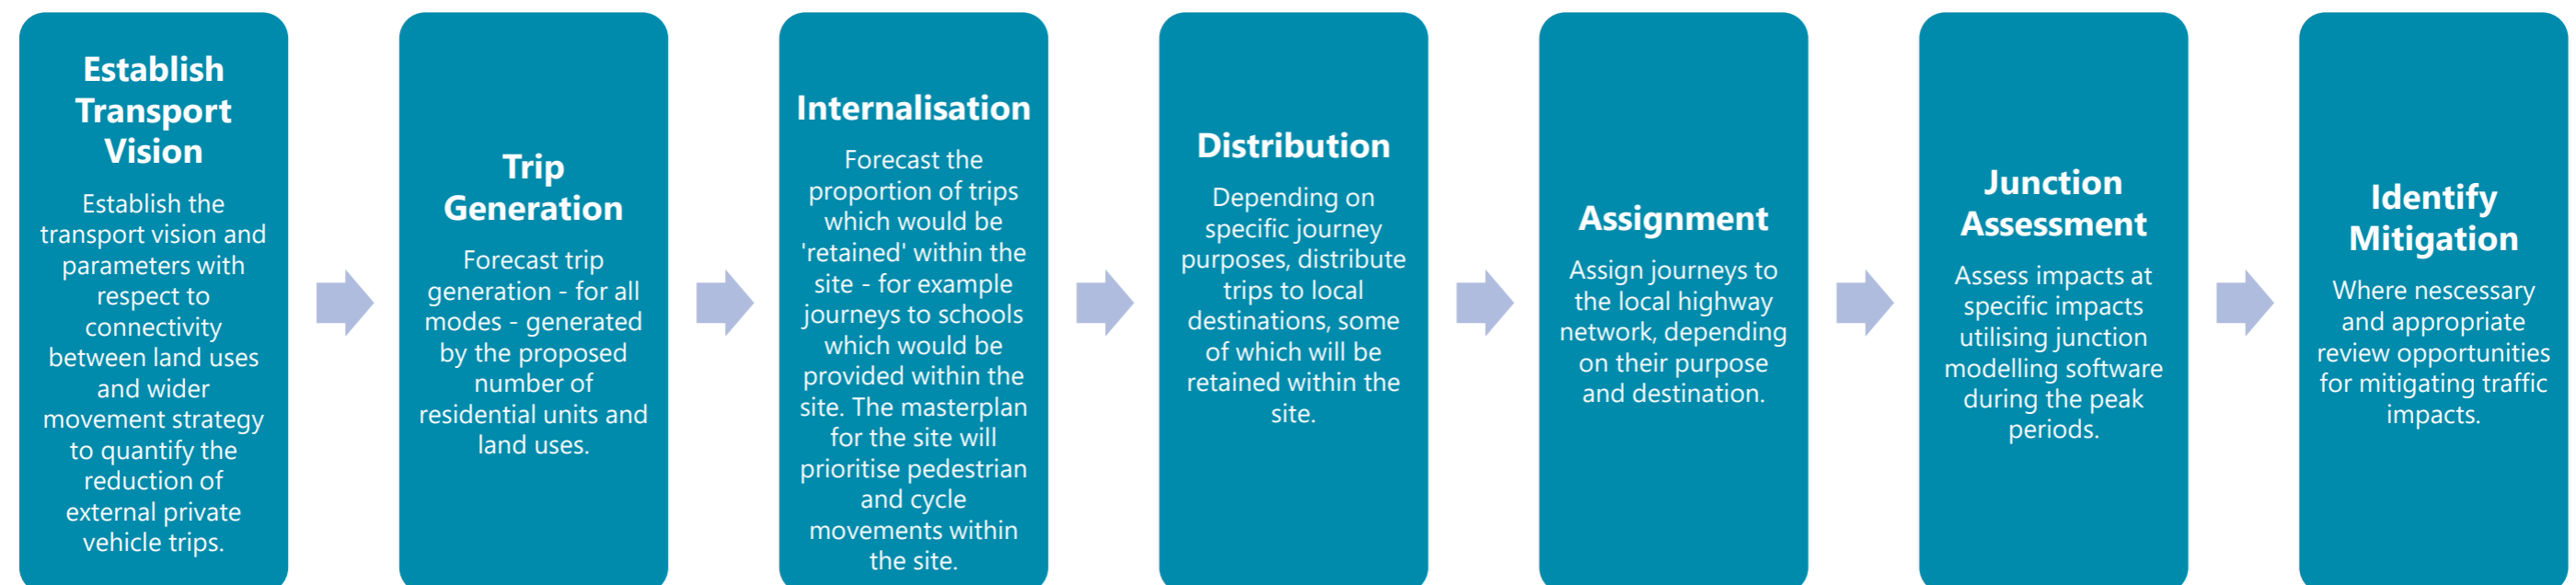 Establish
Transport
Vision
Establish the
transport vision and
parameters with
respect to
connectivity
between land uses
and wider
movement strategy
to quantify the
reduction of
external private
vehicle trips.
Trip
Generation
Forecast trip
generation - for all
modes - generated
by the proposed
number of
residential units and
land uses.
Internalisation
Forecast the
proportion of trips
which would be
'retained' within the
site - for example
journeys to schools
which would be
provided within the
site. The masterplan
for the site will
prioritise pedestrian
and cycle
movements within
the site.
Distribution
Depending on
specific journey
purposes, distribute
trips to local
destinations, some
of which will be
retained within the
site.
Assignment
Assign journeys to
the local highway
network, depending
on their purpose
and destination.
Junction
Assessment
Assess impacts at
specific impacts
utilising junction
modelling software
during the peak
periods.
Identify
Mitigation
Where nescessary
and appropriate
review opportunities
for mitigating traffic
impacts.